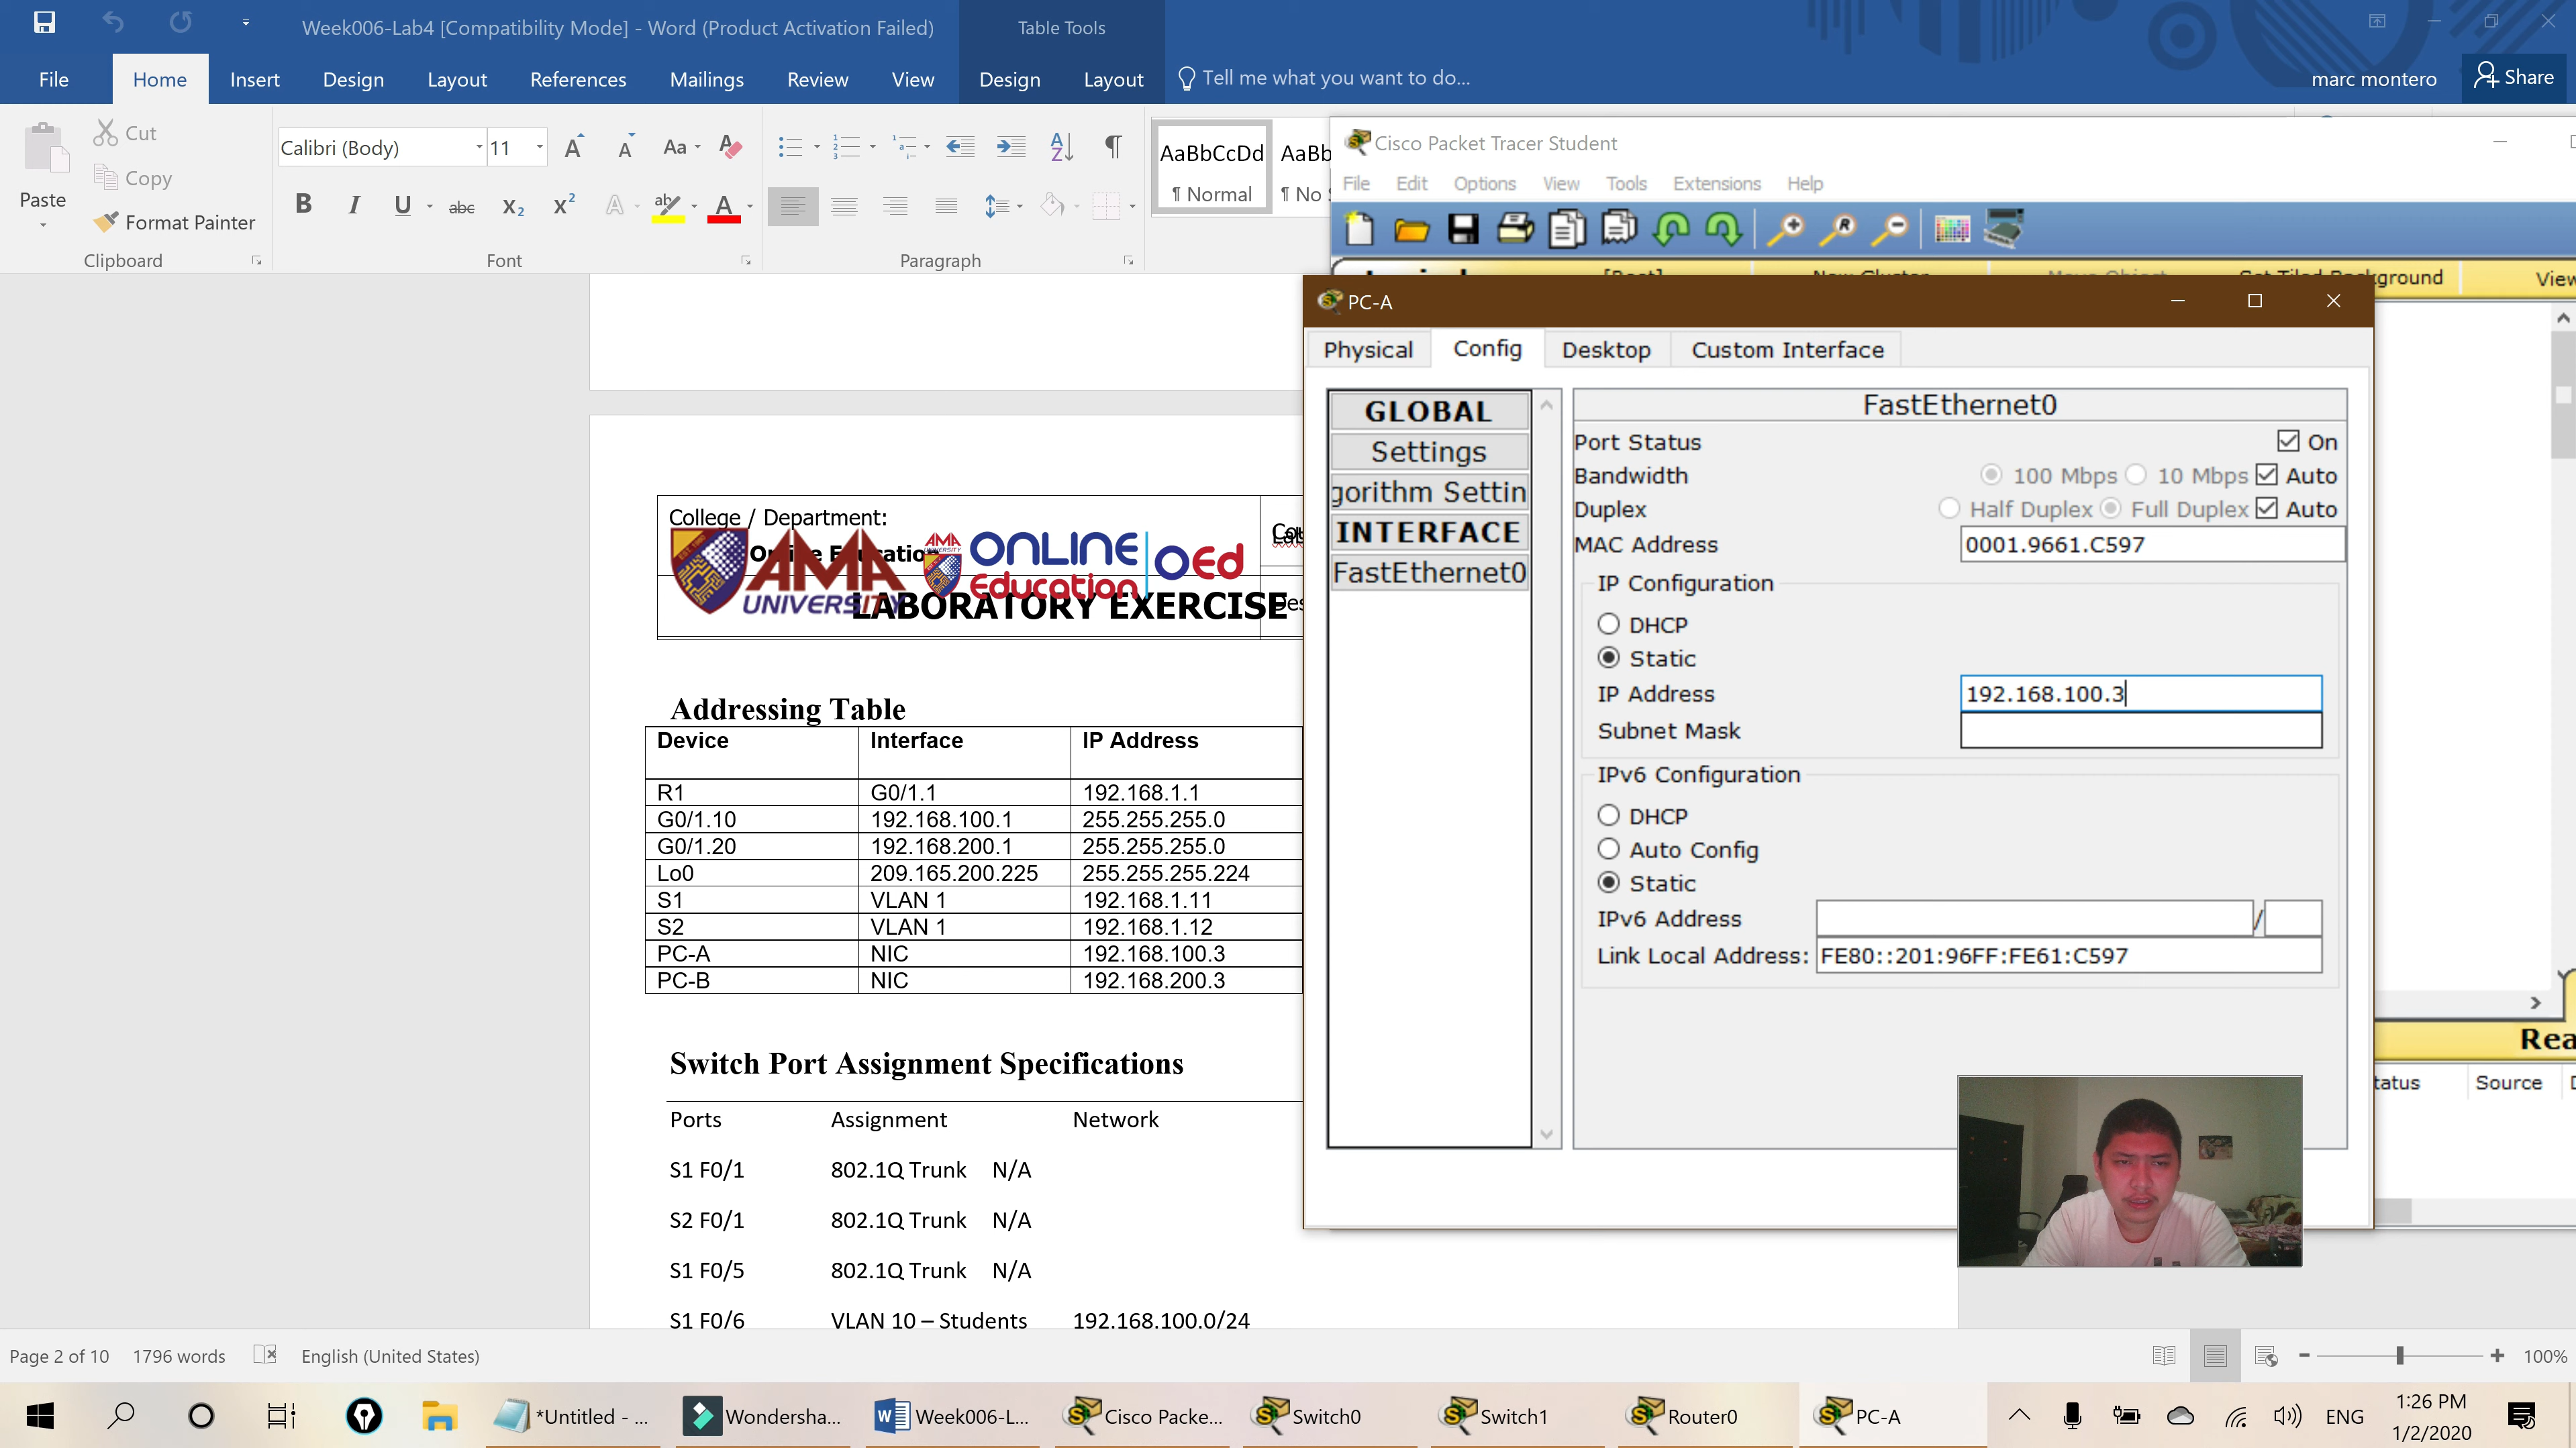 Week006-Lab4 [Compatibility Mode] - Word (Product Activation Failed)
Table Tools
File Home Insert Design Layout References Mailings Review View Design Layout Tell me what you want to do... marc montero Share
Paste
Cut
Copy
Format Painter
Clipboard
Calibri (Body) 11
Font
Paragraph
AaBbCcDd
¶ Normal
AaBb
¶ No
Cisco Packet Tracer Student
File Edit Options View Tools Extensions Help
PC-A
Physical Config Desktop Custom Interface
GLOBAL
Settings
gorithm Settin
INTERFACE
FastEthernet0
FastEthernet0
Port Status On
Bandwidth 100 Mbps 10 Mbps Auto
Duplex Half Duplex Full Duplex Auto
MAC Address 0001.9661.C597
IP Configuration
DHCP
Static
IP Address 192.168.100.3
Subnet Mask
IPv6 Configuration
DHCP
Auto Config
Static
IPv6 Address /
Link Local Address: FE80::201:96FF:FE61:C597
College / Department:
Online Education
AMA
UNIVERSITY
ONLINE
Education
OEd
LABORATORY EXERCISE
Addressing Table
Device Interface IP Address
R1 G0/1.1 192.168.1.1
G0/1.10 192.168.100.1 255.255.255.0
G0/1.20 192.168.200.1 255.255.255.0
Lo0 209.165.200.225 255.255.255.224
S1 VLAN 1 192.168.1.11
S2 VLAN 1 192.168.1.12
PC-A NIC 192.168.100.3
PC-B NIC 192.168.200.3
Switch Port Assignment Specifications
Ports Assignment Network
S1 F0/1 802.1Q Trunk N/A
S2 F0/1 802.1Q Trunk N/A
S1 F0/5 802.1Q Trunk N/A
S1 F0/6 VLAN 10 – Students 192.168.100.0/24
Rea
tatus Source
Page 2 of 10 1796 words English (United States) 100%
*Untitled - ... Wondersha... Week006-L... Cisco Packe... Switch0 Switch1 Router0 PC-A ENG
1:26 PM
1/2/2020